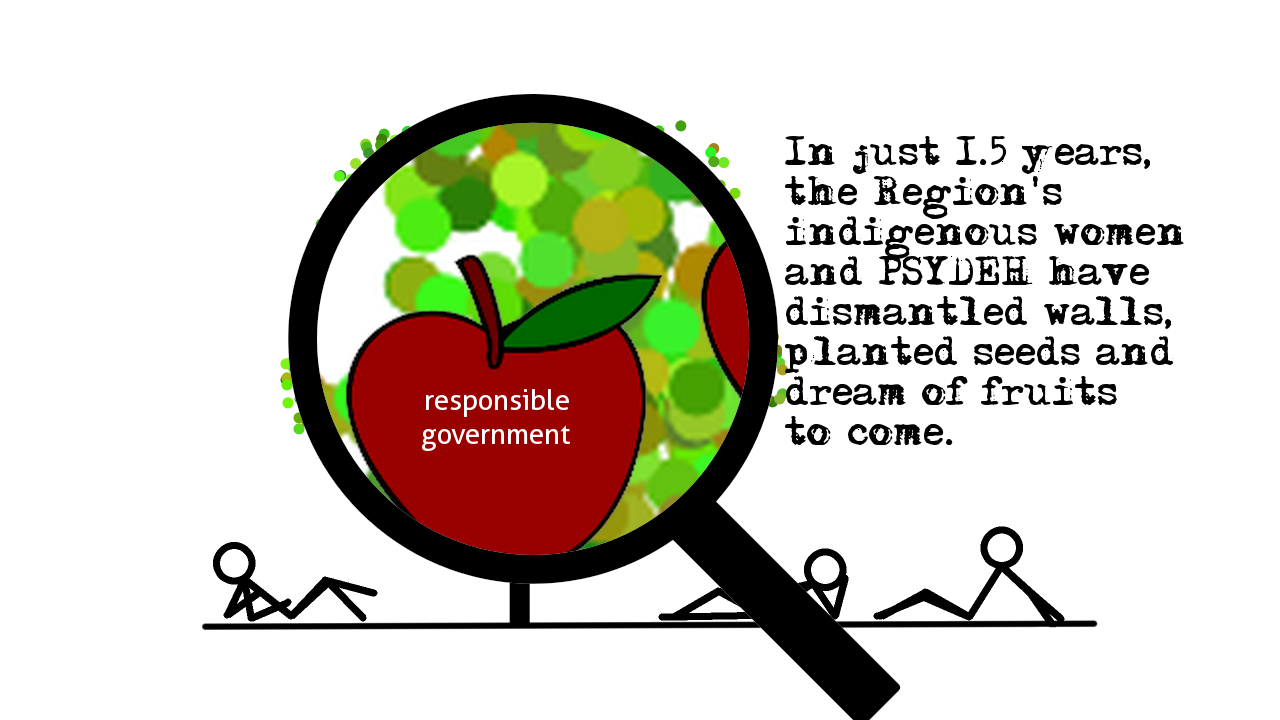 In just 1.5 years,
the Region's
indigenous women
and PSYDEH have
dismantled walls,
planted seeds and
dream of fruits
to come.
responsible
government